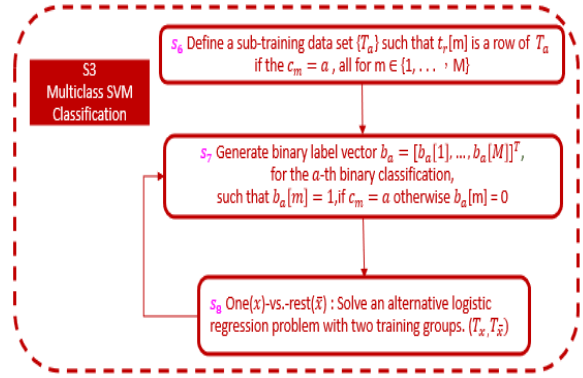 S3
Multiclass SVM
Classification
s₆ Define a sub-training data set {Tₐ} such that tᵣ[m] is a row of Tₐ
if the cₘ = a , all for m ∈ {1, . . . , M}
s₇ Generate binary label vector bₐ = [bₐ[1], ..., bₐ[M]]ᵀ,
for the a-th binary classification,
such that bₐ[m] = 1,if cₘ = a otherwise bₐ[m] = 0
s₈ One(x)-vs.-rest(x̄) : Solve an alternative logistic
regression problem with two training groups. (Tₓ, Tₓ̄)